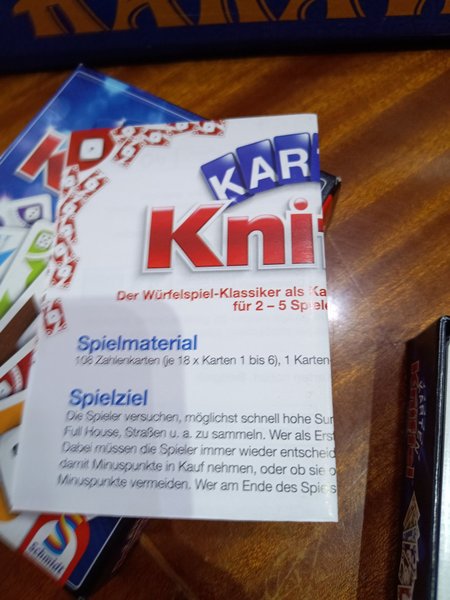 KAR
Kni
Der Würfelspiel-Klassiker als Ka
für 2 – 5 Spiele
Spielmaterial
108 Zahlenkarten (je 18 x Karten 1 bis 6), 1 Karten
Spielziel
Die Spieler versuchen, möglichst schnell hohe Sum
Full House, Straßen u. a. zu sammeln. Wer als Erst
Dabei müssen die Spieler immer wieder entscheid
damit Minuspunkte in Kauf nehmen, oder ob sie o
Minuspunkte vermeiden. Wer am Ende des Spiels
Schmidt